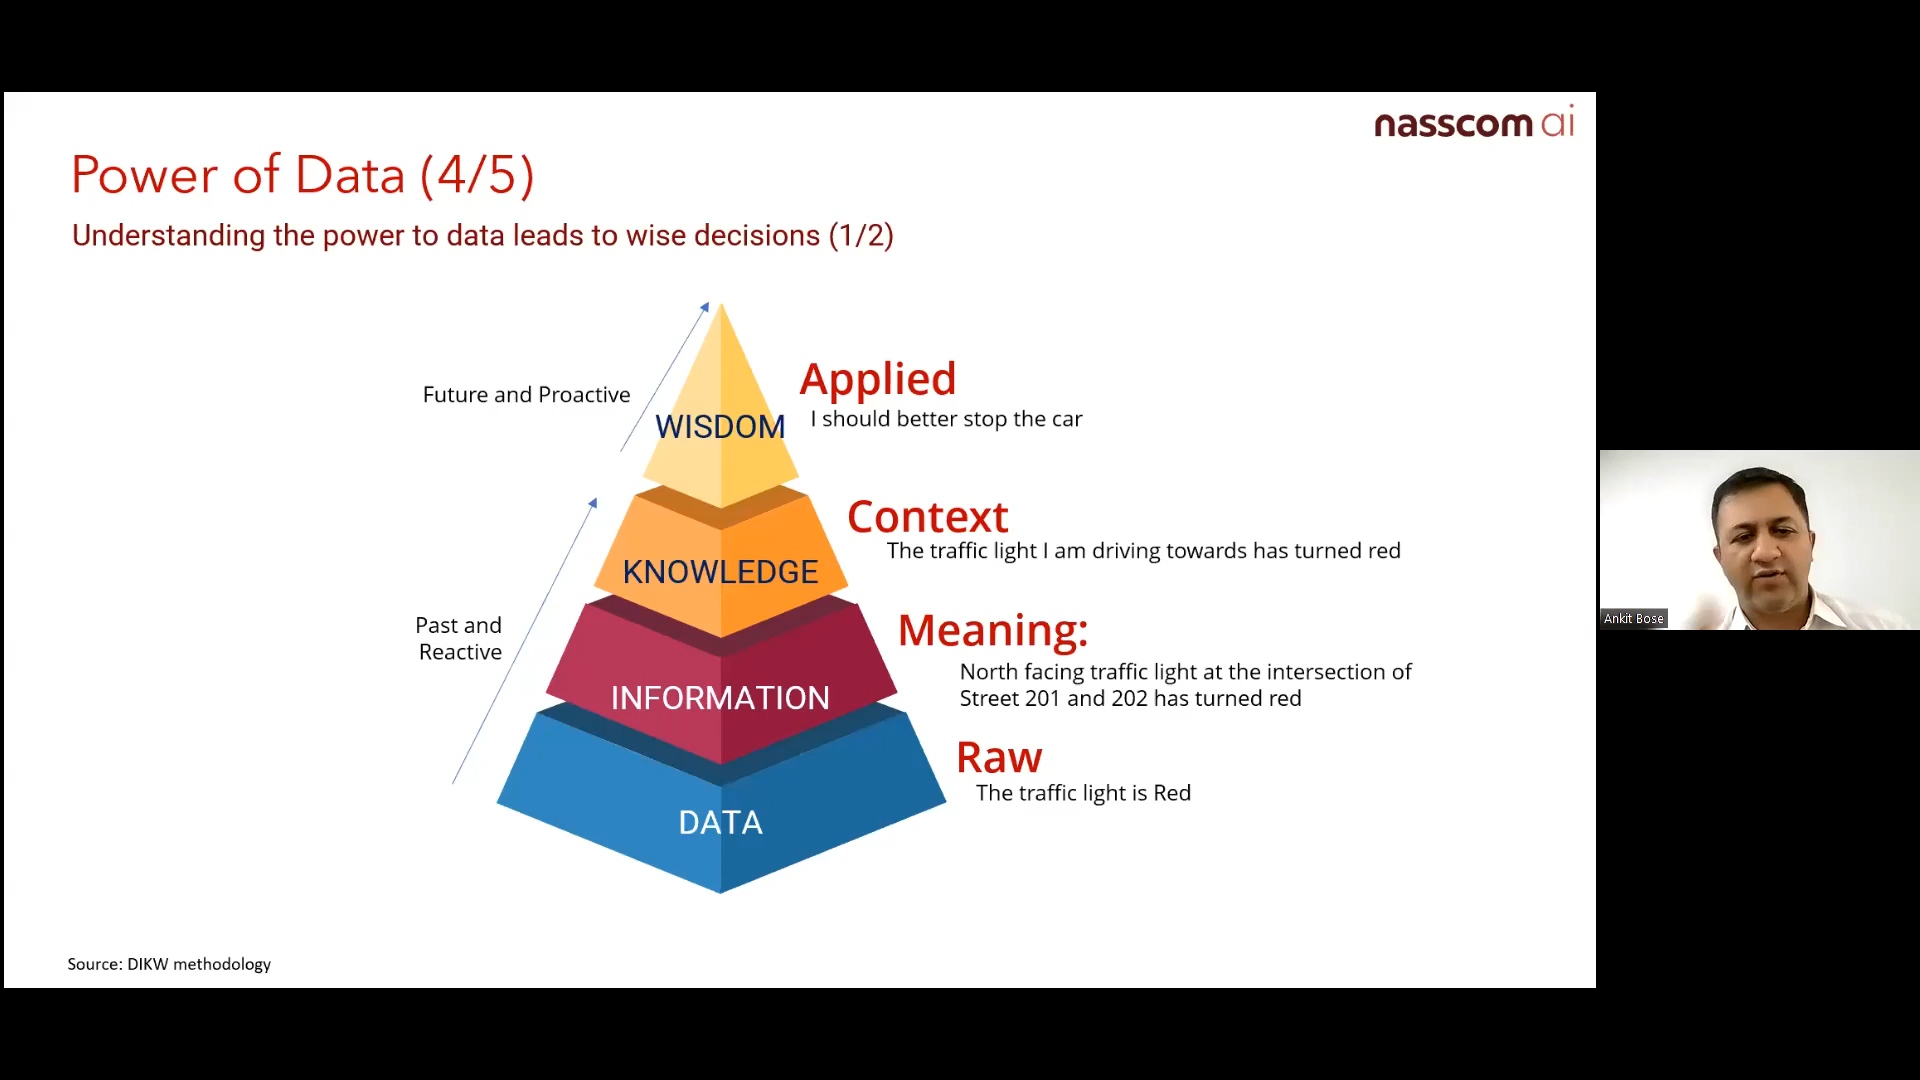 nasscom ai
Power of Data (4/5)
Understanding the power to data leads to wise decisions (1/2)
Future and Proactive
WISDOM
Applied
I should better stop the car
KNOWLEDGE
Context
The traffic light I am driving towards has turned red
Past and
Reactive
INFORMATION
Meaning:
North facing traffic light at the intersection of
Street 201 and 202 has turned red
DATA
Raw
The traffic light is Red
Source: DIKW methodology
Ankit Bose